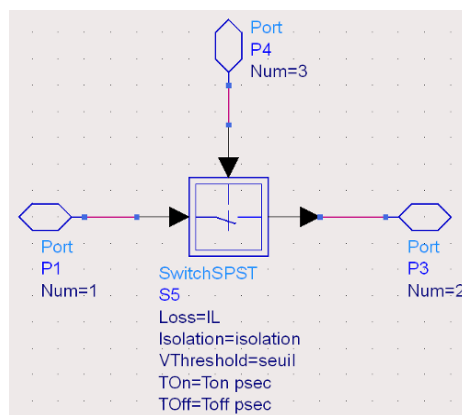 Port
P4
Num=3
Port
P1
Num=1
SwitchSPST
S5
Loss=IL
Isolation=isolation
VThreshold=seuil
TOn=Ton psec
TOff=Toff psec
Port
P3
Num=2